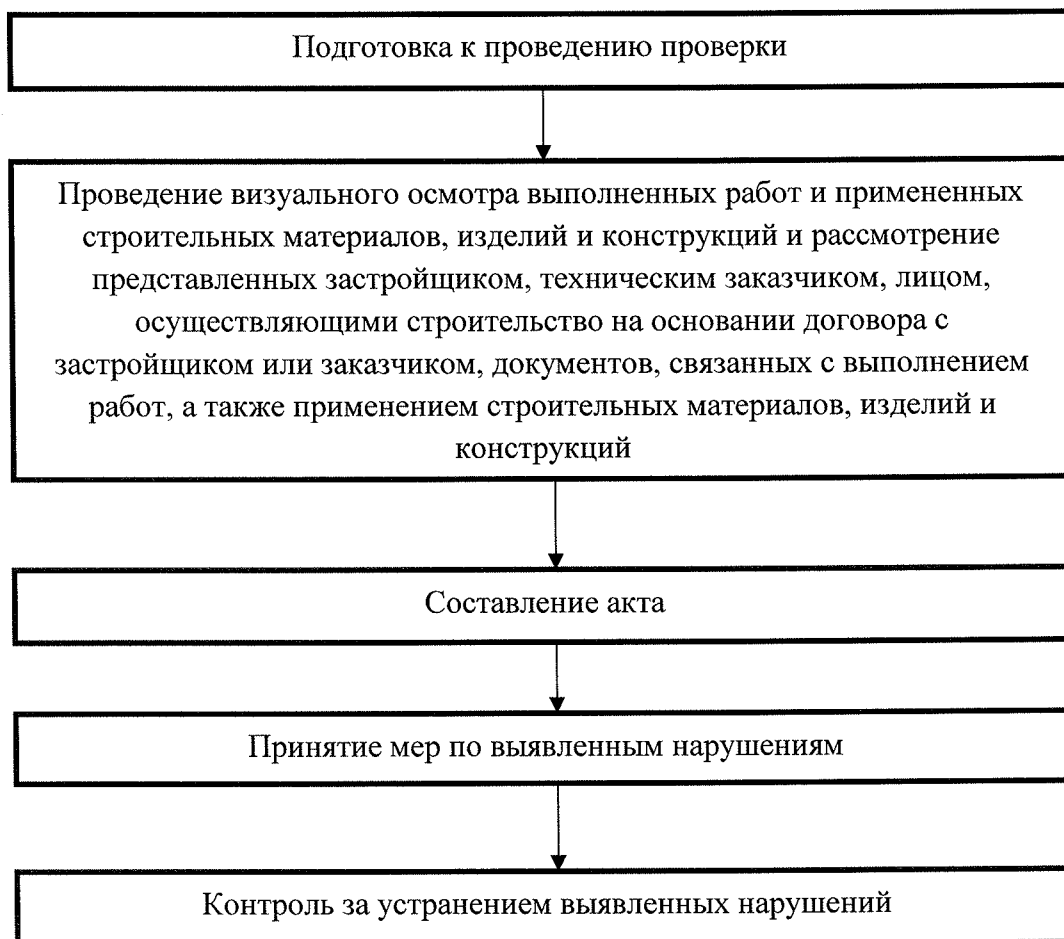 Подготовка к проведению проверки
Проведение визуального осмотра выполненных работ и примененных
строительных материалов, изделий и конструкций и рассмотрение
представленных застройщиком, техническим заказчиком, лицом,
осуществляющими строительство на основании договора с
застройщиком или заказчиком, документов, связанных с выполнением
работ, а также применением строительных материалов, изделий и
конструкций
Составление акта
Принятие мер по выявленным нарушениям
Контроль за устранением выявленных нарушений